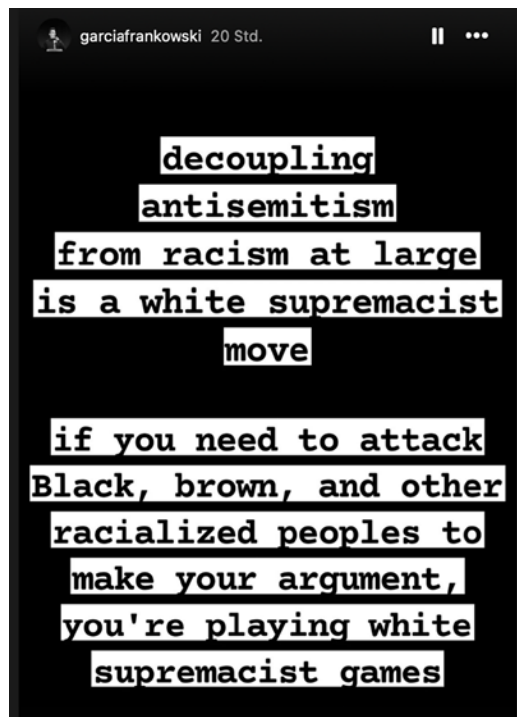 garciafrankowski 20 Std.
decoupling
antisemitism
from racism at large
is a white supremacist
move
if you need to attack
Black, brown, and other
racialized peoples to
make your argument,
you're playing white
supremacist games